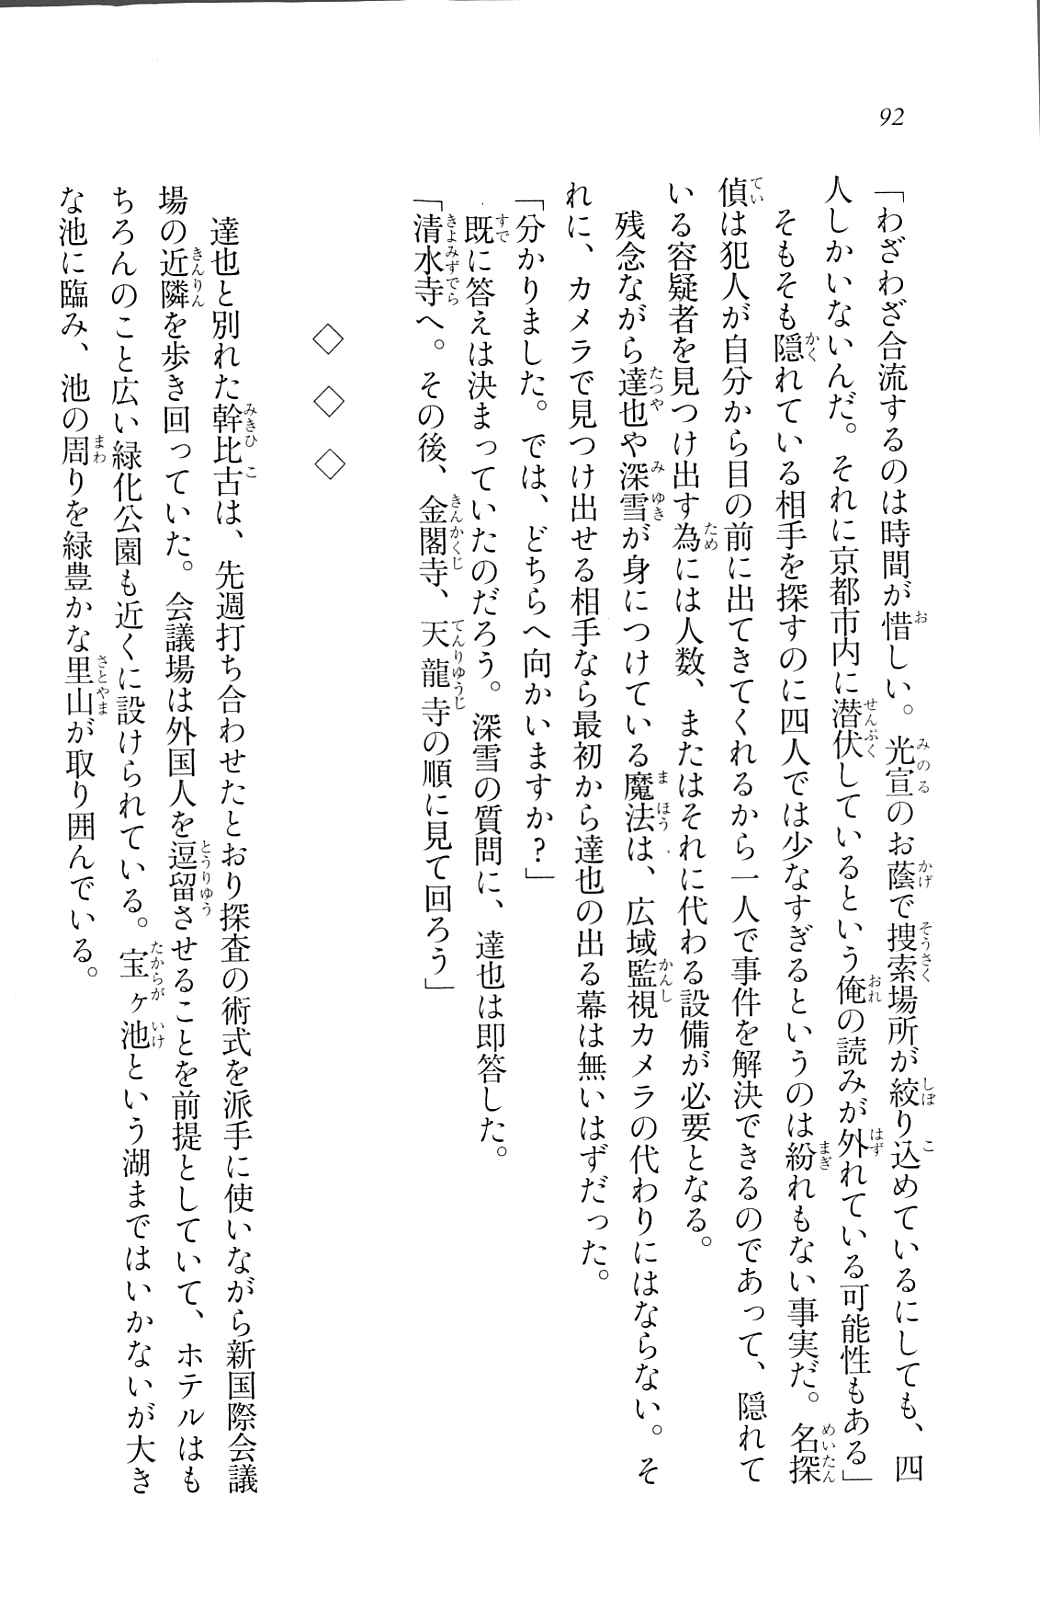 92
「わざわざ合流するのは時間が惜しい。光宣のお蔭で捜索場所が絞り込めているにしても、四
人しかいないんだ。それに京都市内に潜伏しているという俺の読みが外れている可能性もある」
そもそも隠れている相手を探すのに四人では少なすぎるというのは紛れもない事実だ。名探
偵は犯人が自分から目の前に出てきてくれるから一人で事件を解決できるのであって、隠れて
いる容疑者を見つけ出す為には人数、またはそれに代わる設備が必要となる。
残念ながら達也や深雪が身につけている魔法は、広域監視カメラの代わりにはならない。そ
れに、カメラで見つけ出せる相手なら最初から達也の出る幕は無いはずだった。
「分かりました。では、どちらへ向かいますか?」
既に答えは決まっていたのだろう。深雪の質問に、達也は即答した。
「清水寺へ。その後、金閣寺、天龍寺の順に見て回ろう」
◇ ◇ ◇
達也と別れた幹比古は、先週打ち合わせたとおり探査の術式を派手に使いながら新国際会議
場の近隣を歩き回っていた。会議場は外国人を逗留させることを前提としていて、ホテルはも
ちろんのこと広い緑化公園も近くに設けられている。宝ヶ池という湖まではいかないが大き
な池に臨み、池の周りを緑豊かな里山が取り囲んでいる。